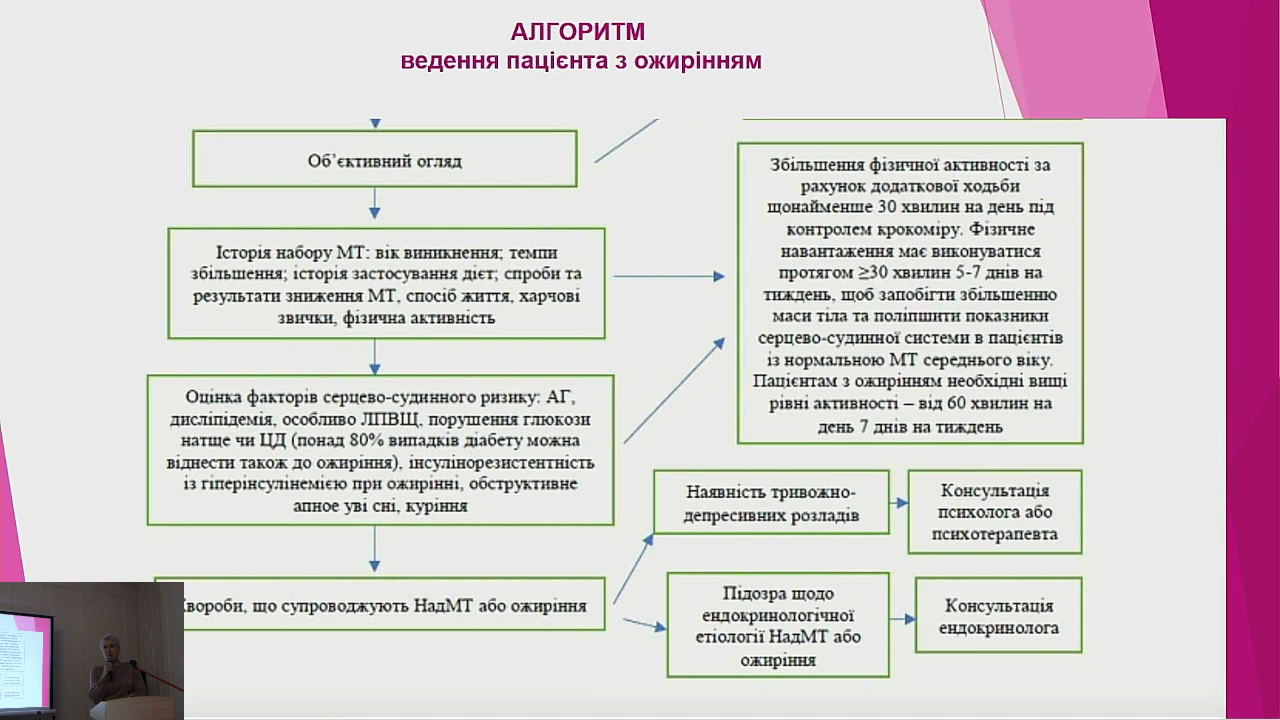 АЛГОРИТМ
ведення пацієнта з ожирінням
Об’єктивний огляд
Історія набору МТ: вік виникнення; темпи
збільшення; історія застосування дієт; спроби та
результати зниження МТ, спосіб життя, харчові
звички, фізична активність
Оцінка факторів серцево-судинного ризику: АГ,
дисліпідемія, особливо ЛПВЩ, порушення глюкози
натще чи ЦД (понад 80% випадків діабету можна
віднести також до ожиріння), інсулінорезистентність
із гіперінсулінемією при ожирінні, обструктивне
апное уві сні, куріння
хвороби, що супроводжують НадМТ або ожиріння
Збільшення фізичної активності за
рахунок додаткової ходьби
щонайменше 30 хвилин на день під
контролем крокоміру. Фізичне
навантаження має виконуватися
протягом ≥30 хвилин 5-7 днів на
тиждень, щоб запобігти збільшенню
маси тіла та поліпшити показники
серцево-судинної системи в пацієнтів
із нормальною МТ середнього віку.
Пацієнтам з ожирінням необхідні вищі
рівні активності – від 60 хвилин на
день 7 днів на тиждень
Наявність тривожно-
депресивних розладів
Консультація
психолога або
психотерапевта
Підозра щодо
ендокринологічної
етіології НадМТ або
ожиріння
Консультація
ендокринолога